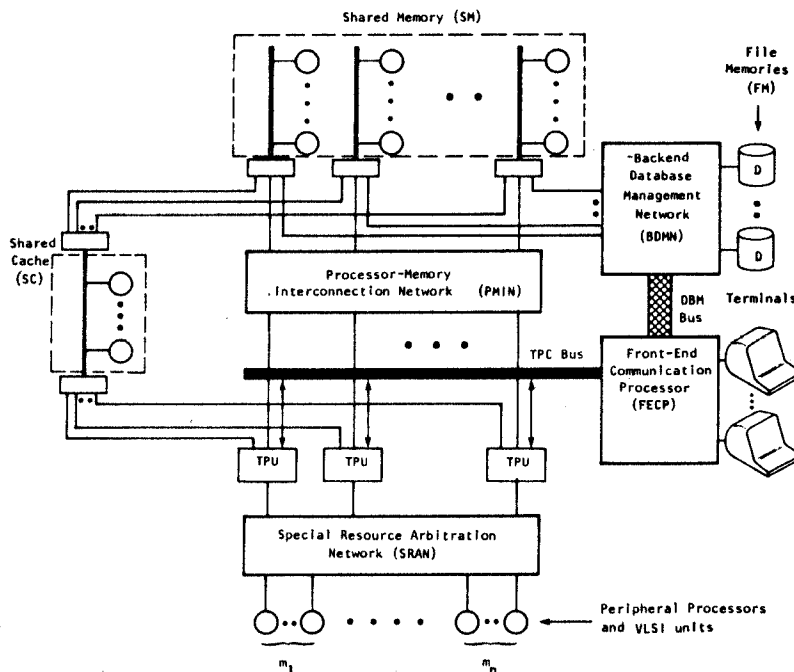 Shared Memory (SM)
File
Memories
(FM)
Backend
Database
Management
Network
(BDMN)
D
D
Shared
Cache
(SC)
Processor-Memory
Interconnection Network (PMIN)
DBM
Bus
Terminals
TPC Bus
Front-End
Communication
Processor
(FECP)
TPU
TPU
TPU
Special Resource Arbitration
Network (SRAN)
Peripheral Processors
and VLSI units
m1
mn